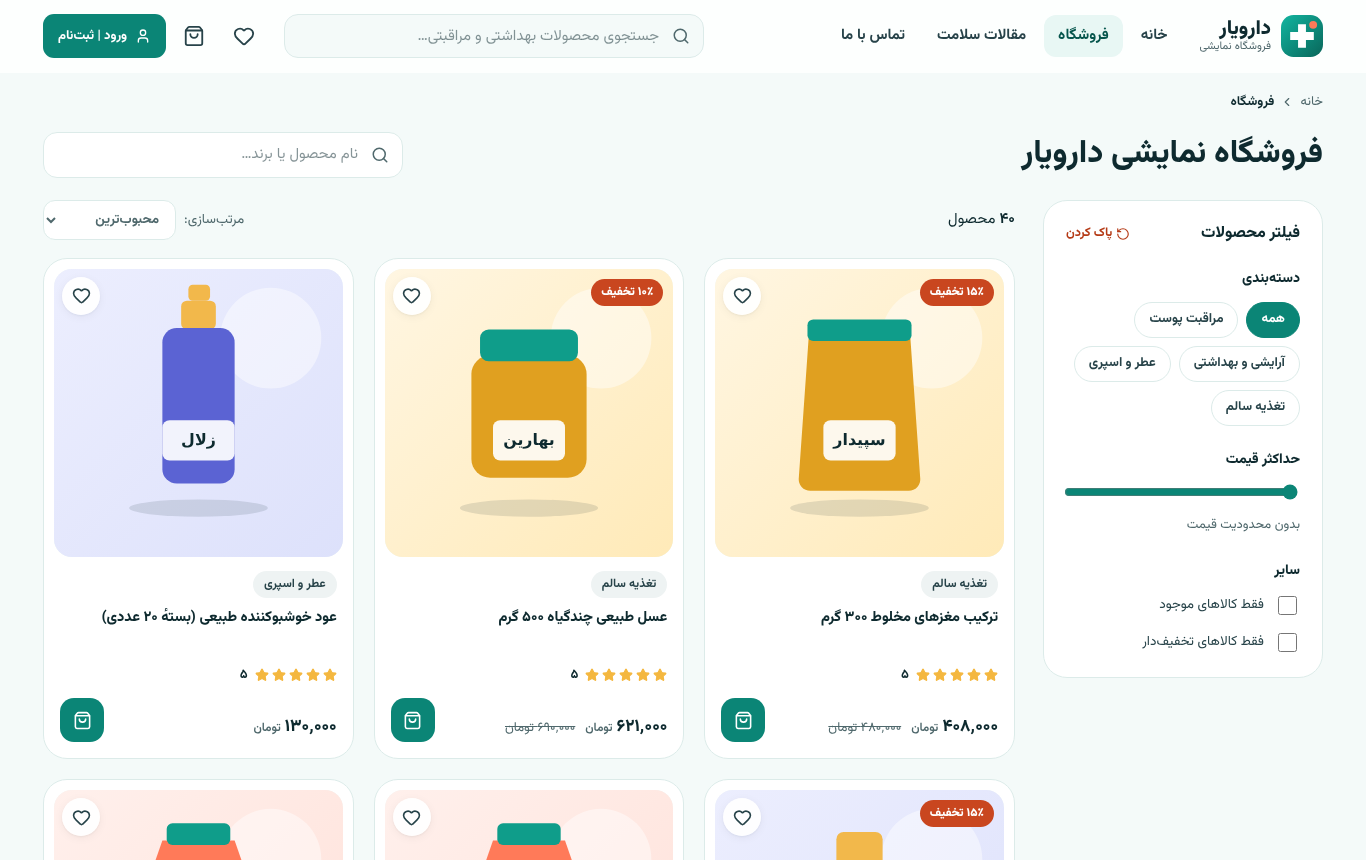 دارویار
فروشگاه نمایشی
خانه
فروشگاه
مقالات سلامت
تماس با ما
جستجوی محصولات بهداشتی و مراقبتی...
ورود | ثبت‌نام
خانه
فروشگاه
فروشگاه نمایشی دارویار
نام محصول یا برند...
فیلتر محصولات
پاک کردن
دسته‌بندی
همه
مراقبت پوست
آرایشی و بهداشتی
عطر و اسپری
تغذیه سالم
حداکثر قیمت
بدون محدودیت قیمت
سایر
فقط کالاهای موجود
فقط کالاهای تخفیف‌دار
۴۰ محصول
مرتب‌سازی:
محبوب‌ترین
۱۵٪ تخفیف
سپیدار
تغذیه سالم
ترکیب مغزهای مخلوط ۳۰۰ گرم
۵
۴۰۸,۰۰۰ تومان
۴۸۰,۰۰۰ تومان
۱۰٪ تخفیف
بهارین
تغذیه سالم
عسل طبیعی چندگیاه ۵۰۰ گرم
۵
۶۲۱,۰۰۰ تومان
۶۹۰,۰۰۰ تومان
زلال
عطر و اسپری
عود خوشبوکننده طبیعی (بستهٔ ۲۰ عددی)
۵
۱۳۰,۰۰۰ تومان
۱۵٪ تخفیف